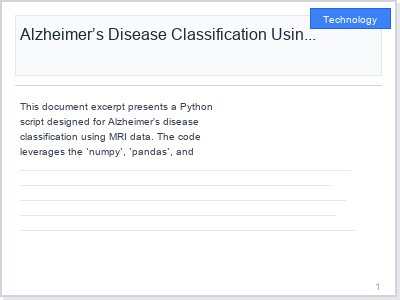 Technology
Alzheimer's Disease Classification Usin...
This document excerpt presents a Python
script designed for Alzheimer's disease
classification using MRI data. The code
leverages the `numpy`, `pandas`, and
1